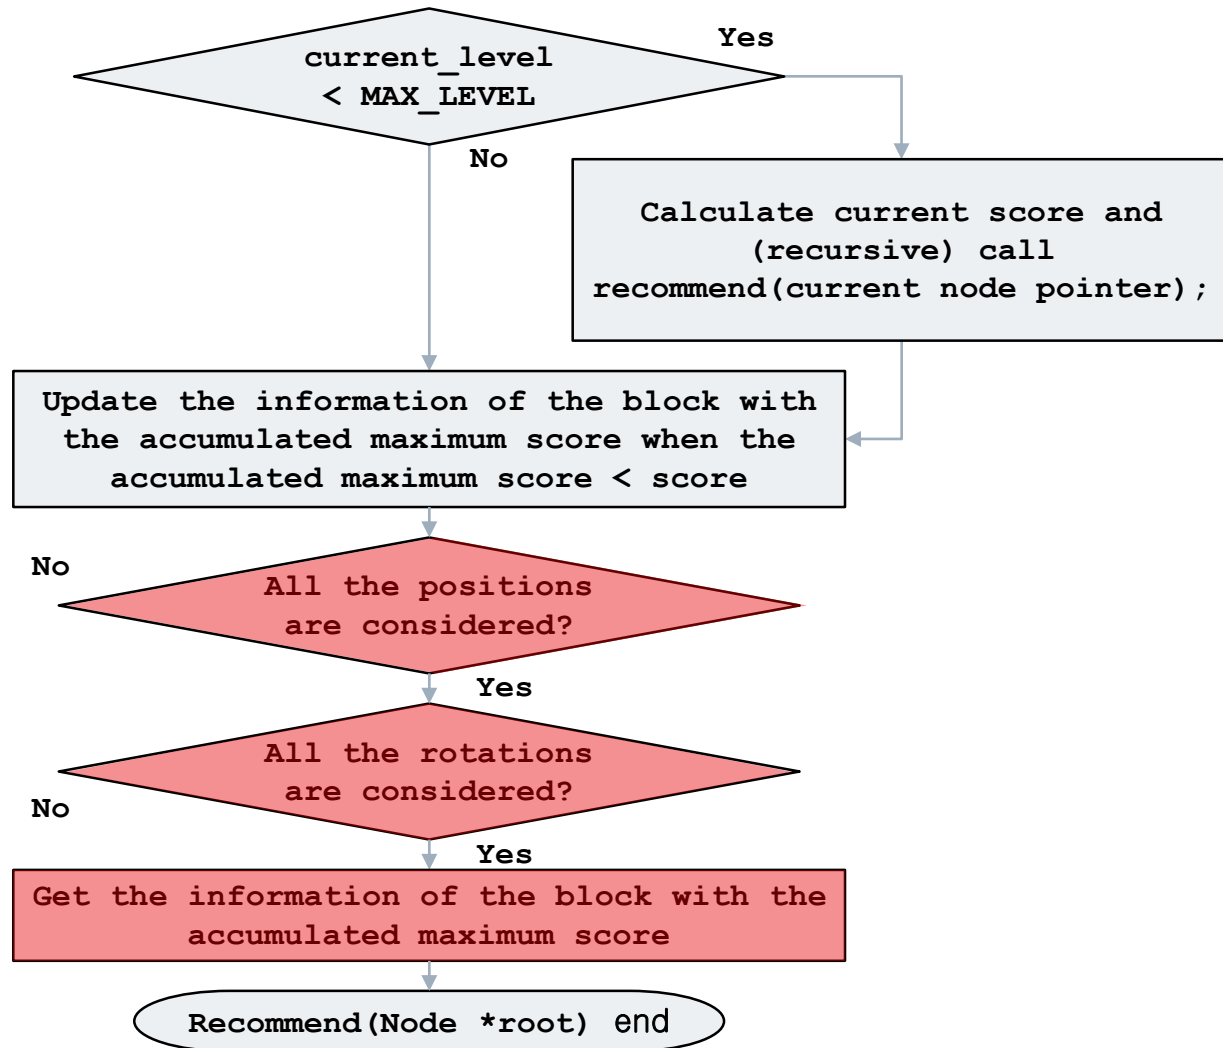 current_level
< MAX_LEVEL
Yes
No
Calculate current score and
(recursive) call
recommend(current node pointer);
Update the information of the block with
the accumulated maximum score when the
accumulated maximum score < score
No
All the positions
are considered?
Yes
All the rotations
are considered?
No
Yes
Get the information of the block with the
accumulated maximum score
Recommend(Node *root) end